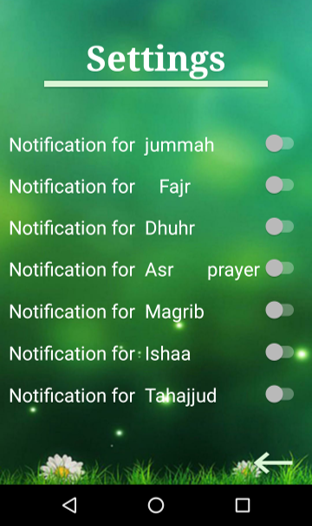 Settings
Notification for jummah
Notification for Fajr
Notification for Dhuhr
Notification for Asr prayer
Notification for Magrib
Notification for Ishaa
Notification for Tahajjud